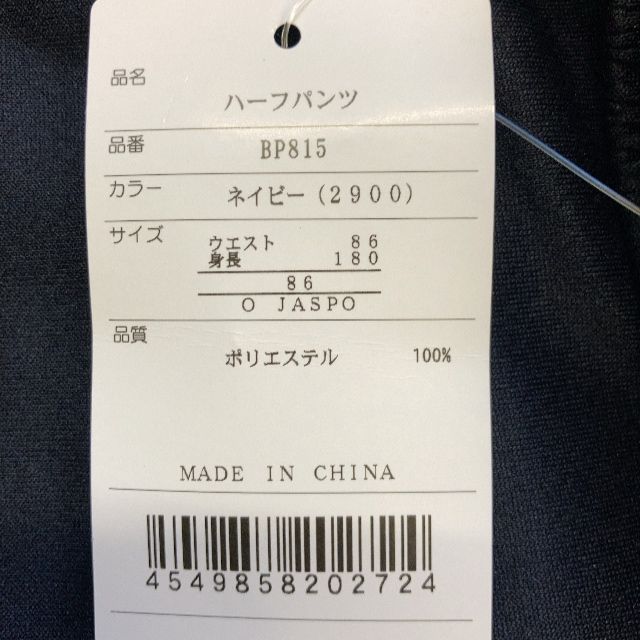 品名
ハーフパンツ
品番 BP815
カラー ネイビー(2900)
サイズ ウエスト 86
身長 180
86
O JASPO
品質
ポリエステル 100%
MADE IN CHINA
4549858202724